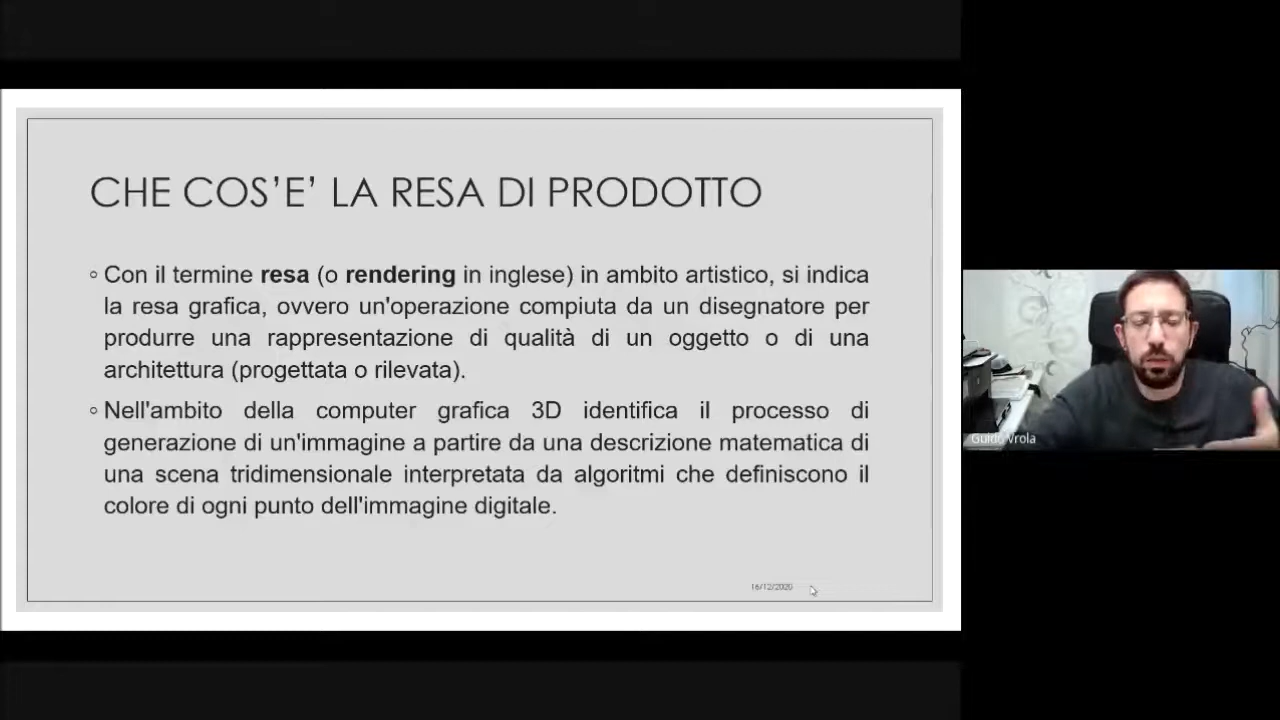 CHE COS’E’ LA RESA DI PRODOTTO
◦ Con il termine resa (o rendering in inglese) in ambito artistico, si indica
la resa grafica, ovvero un'operazione compiuta da un disegnatore per
produrre una rappresentazione di qualità di un oggetto o di una
architettura (progettata o rilevata).
◦ Nell'ambito della computer grafica 3D identifica il processo di
generazione di un'immagine a partire da una descrizione matematica di
una scena tridimensionale interpretata da algoritmi che definiscono il
colore di ogni punto dell'immagine digitale.
16/12/2020
Guido Vrola